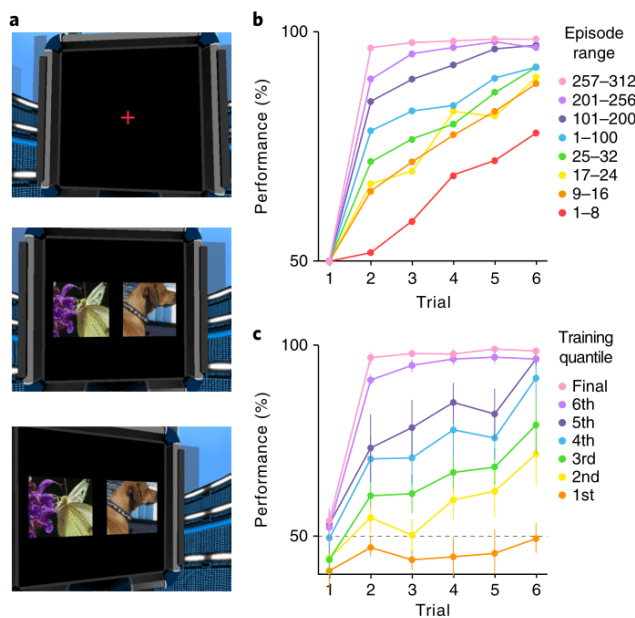 a
b
100
Performance (%)
50
1 2 3 4 5 6
Trial
Episode
range
257–312
201–256
101–200
1–100
25–32
17–24
9–16
1–8
c
100
Performance (%)
50
1 2 3 4 5 6
Trial
Training
quantile
Final
6th
5th
4th
3rd
2nd
1st